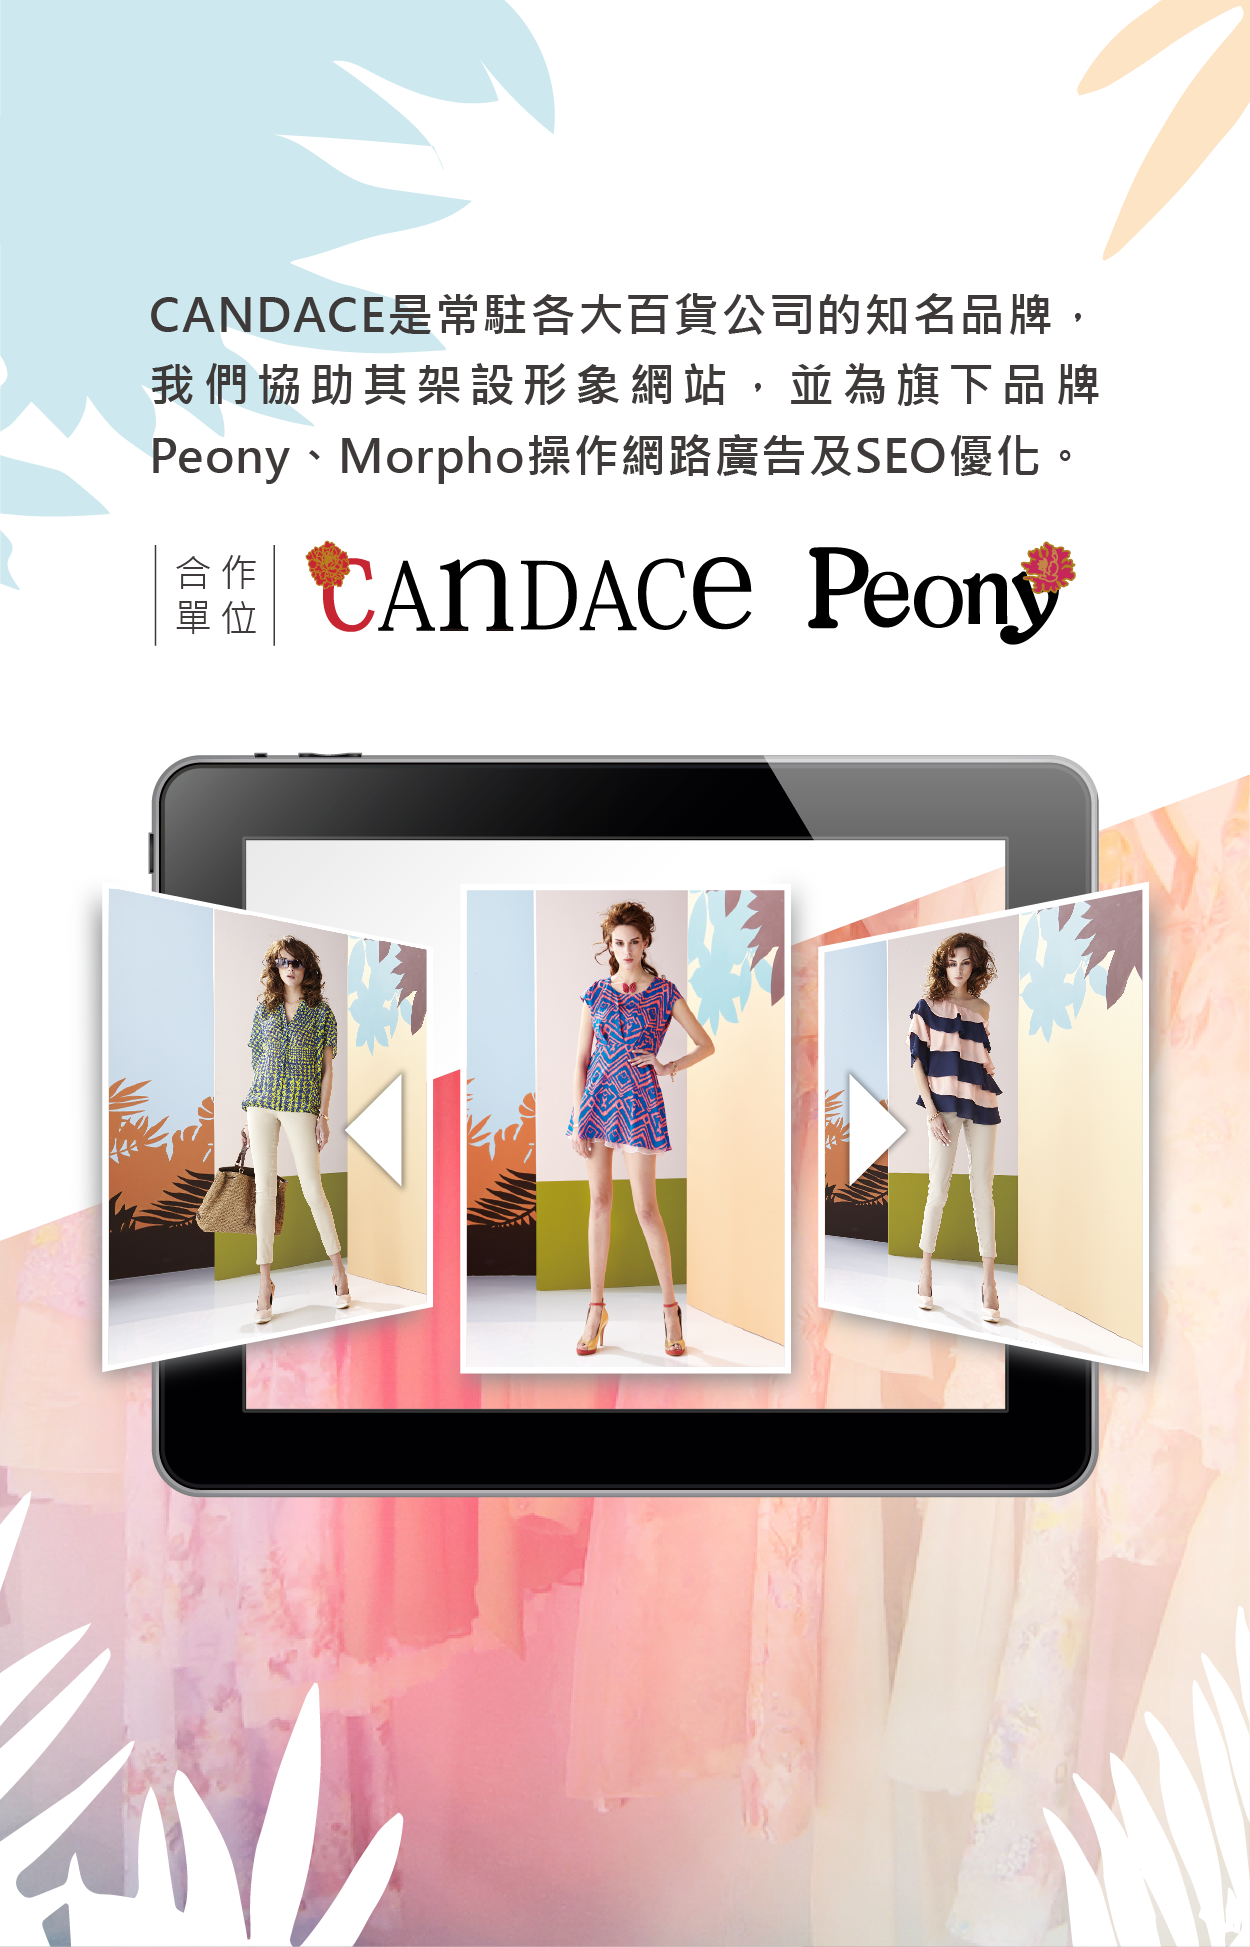 CANDACE是常駐各大百貨公司的知名品牌，
我們協助其架設形象網站，並為旗下品牌
Peony、Morpho操作網路廣告及SEO優化。
合作
單位
CANDACE Peony